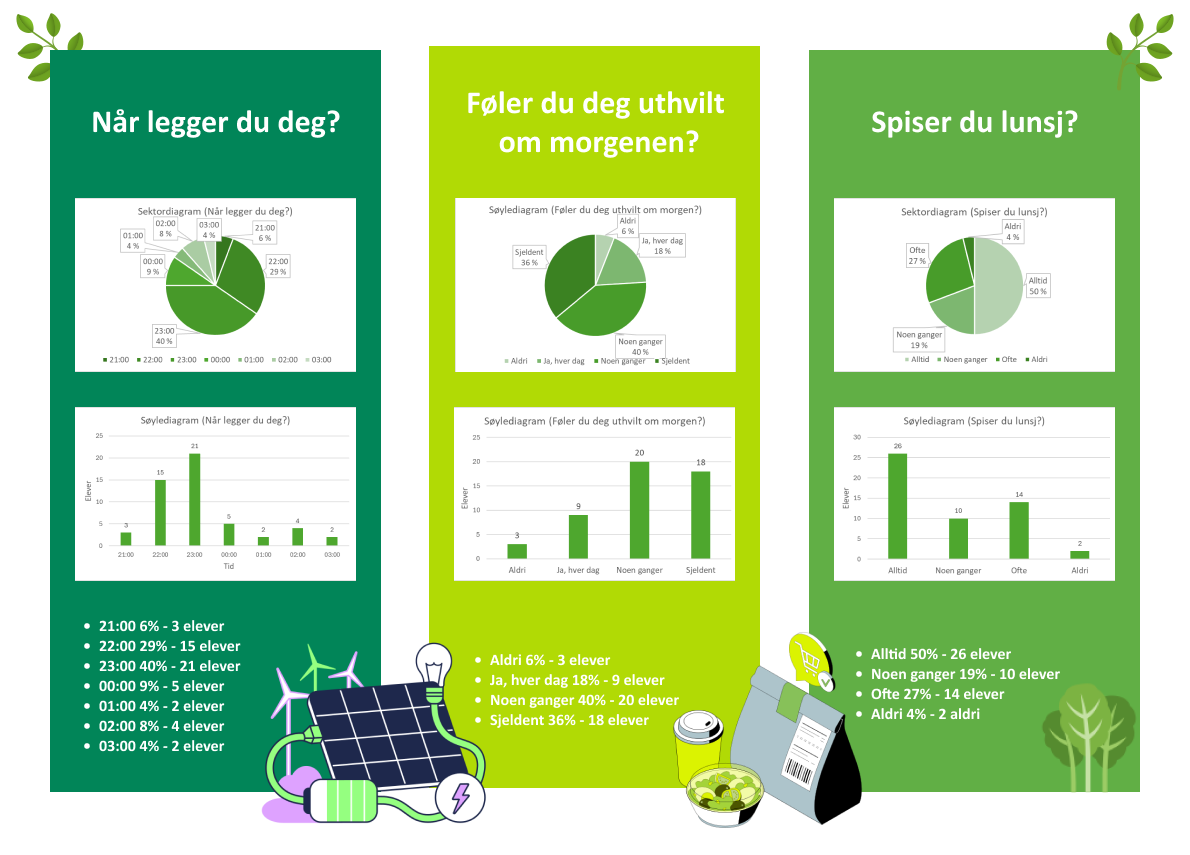 Når legger du deg?
Sektordiagram (Når legger du deg?)
02:00
8 %
03:00
4 %
21:00
6 %
01:00
4 %
00:00
9 %
22:00
29 %
23:00
40 %
21:00 22:00 23:00 00:00 01:00 02:00 03:00
Søylediagram (Når legger du deg?)
25
20
15
10
5
0
Elever
3
15
21
5
2
4
2
21:00 22:00 23:00 00:00 01:00 02:00 03:00
Tid
• 21:00 6% - 3 elever
• 22:00 29% - 15 elever
• 23:00 40% - 21 elever
• 00:00 9% - 5 elever
• 01:00 4% - 2 elever
• 02:00 8% - 4 elever
• 03:00 4% - 2 elever
Føler du deg uthvilt
om morgenen?
Søylediagram (Føler du deg uthvilt om morgen?)
Aldri
6 %
Ja, hver dag
18 %
Sjeldent
36 %
Noen ganger
40 %
Aldri Ja, hver dag Noen ganger Sjeldent
Søylediagram (Føler du deg uthvilt om morgen?)
25
20
15
10
5
0
Elever
3
9
20
18
Aldri Ja, hver dag Noen ganger Sjeldent
• Aldri 6% - 3 elever
• Ja, hver dag 18% - 9 elever
• Noen ganger 40% - 20 elever
• Sjeldent 36% - 18 elever
Spiser du lunsj?
Sektordiagram (Spiser du lunsj?)
Aldri
4 %
Ofte
27 %
Alltid
50 %
Noen ganger
19 %
Alltid Noen ganger Ofte Aldri
Søylediagram (Spiser du lunsj?)
30
25
20
15
10
5
0
Elever
26
10
14
2
Alltid Noen ganger Ofte Aldri
• Alltid 50% - 26 elever
• Noen ganger 19% - 10 elever
• Ofte 27% - 14 elever
• Aldri 4% - 2 aldri